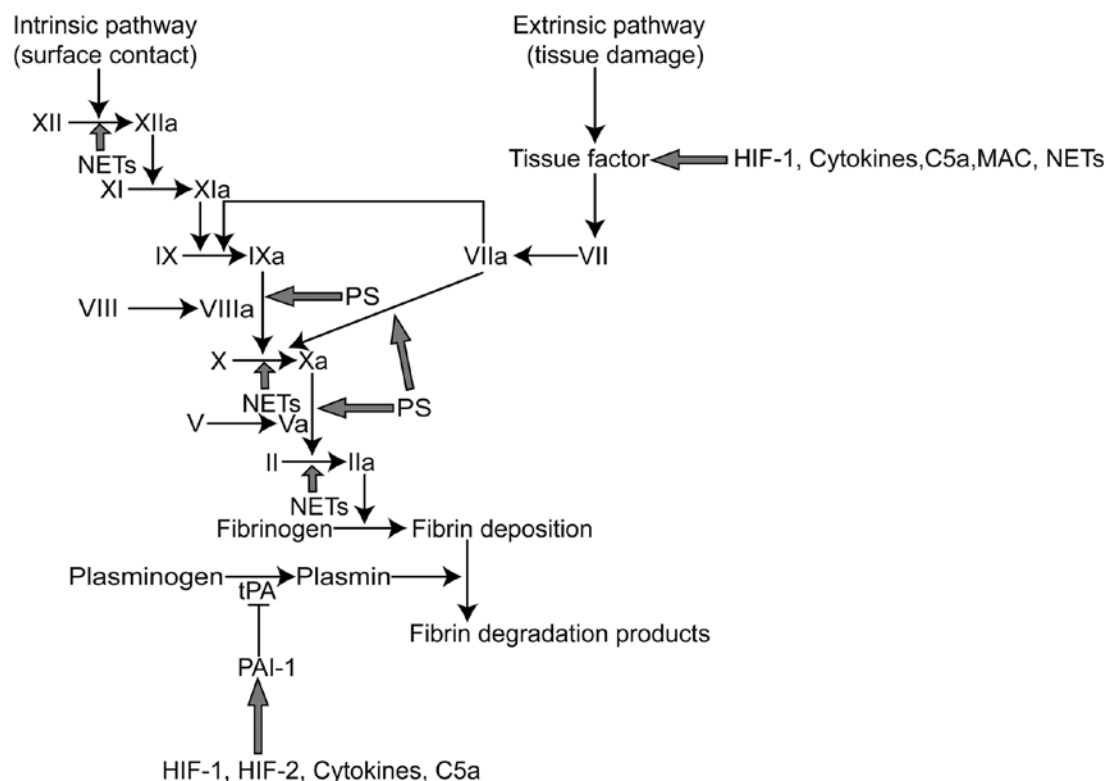 Intrinsic pathway
(surface contact)
Extrinsic pathway
(tissue damage)
XII
XIIa
NETs
Tissue factor
HIF-1, Cytokines,C5a,MAC, NETs
XI
XIa
IX
IXa
VIIa
VII
VIII
VIIIa
PS
X
Xa
NETs
PS
V
Va
II
IIa
NETs
Fibrinogen
Fibrin deposition
Plasminogen
Plasmin
tPA
Fibrin degradation products
PAI-1
HIF-1, HIF-2, Cytokines, C5a